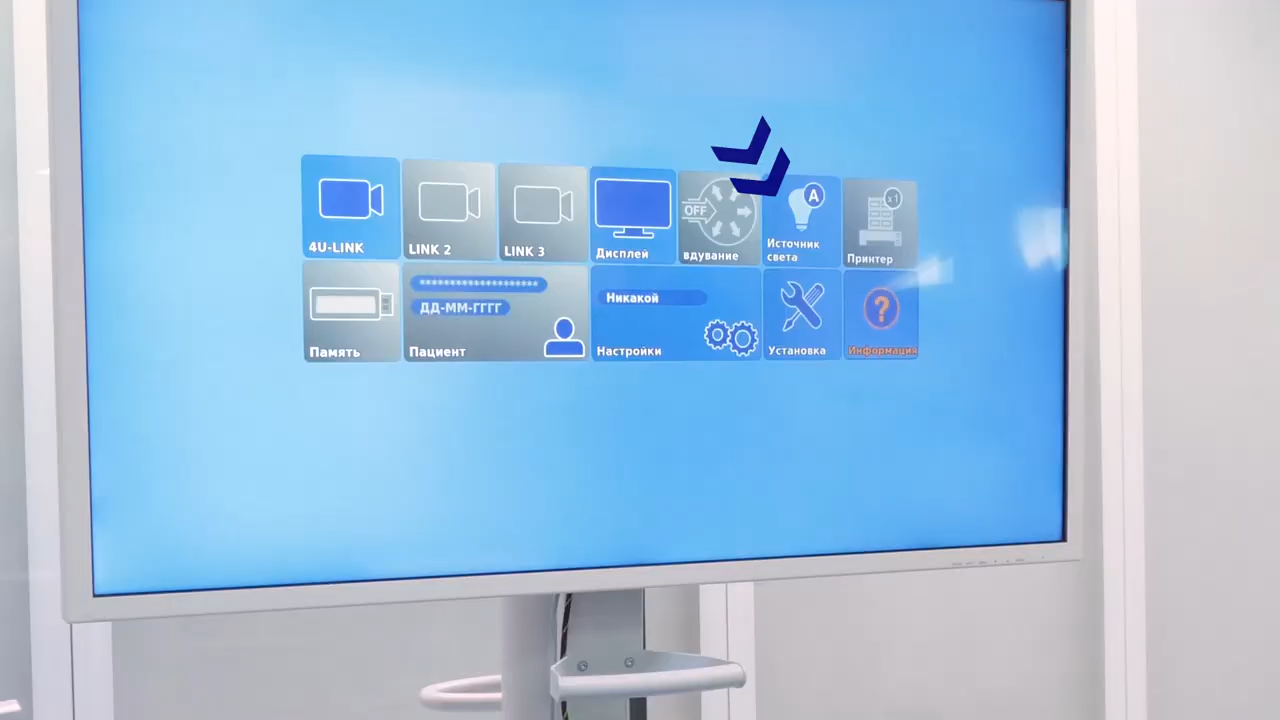 4U-LINK
LINK 2
LINK 3
Дисплей
OFF
вдувание
A
Источник
света
x1
Принтер
Память
******************
ДД-ММ-ГГГГ
Пациент
Никакой
Настройки
Установка
?
Информация